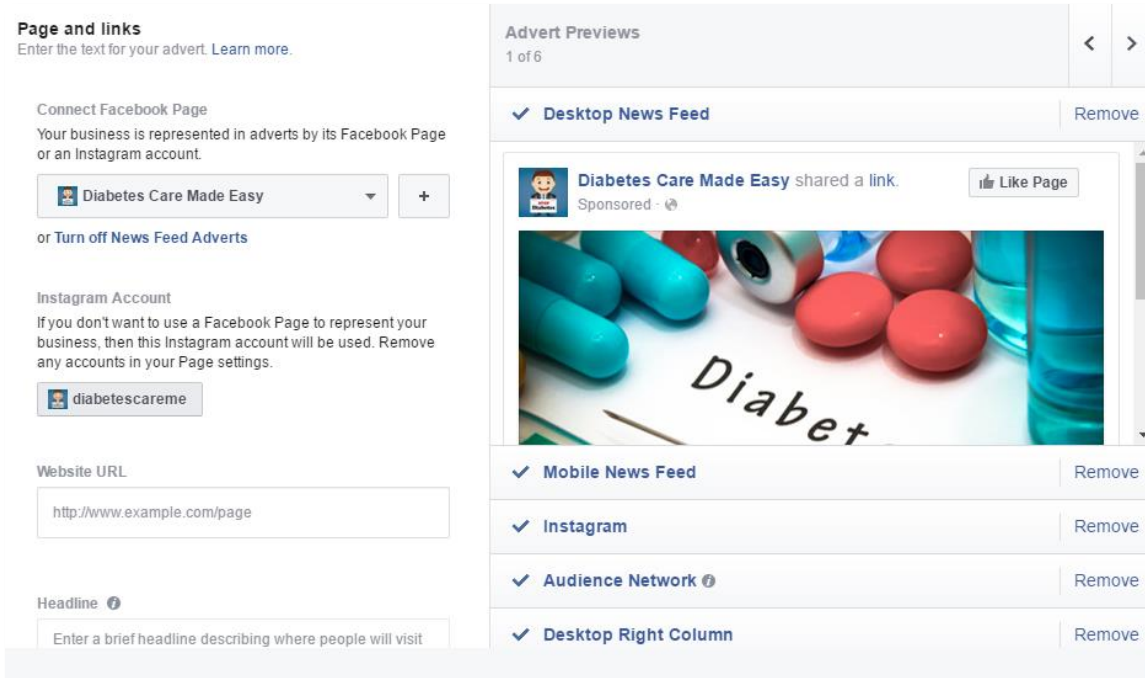 Page and links
Enter the text for your advert. Learn more.
Connect Facebook Page
Your business is represented in adverts by its Facebook Page
or an Instagram account.
Diabetes Care Made Easy
+
or Turn off News Feed Adverts
Instagram Account
If you don't want to use a Facebook Page to represent your
business, then this Instagram account will be used. Remove
any accounts in your Page settings.
diabetescareme
Website URL
http://www.example.com/page
Headline
Enter a brief headline describing where people will visit
Advert Previews
1 of 6
Desktop News Feed Remove
Diabetes Care Made Easy shared a link.
Like Page
Sponsored ·
Diabet
Mobile News Feed Remove
Instagram Remove
Audience Network Remove
Desktop Right Column Remove